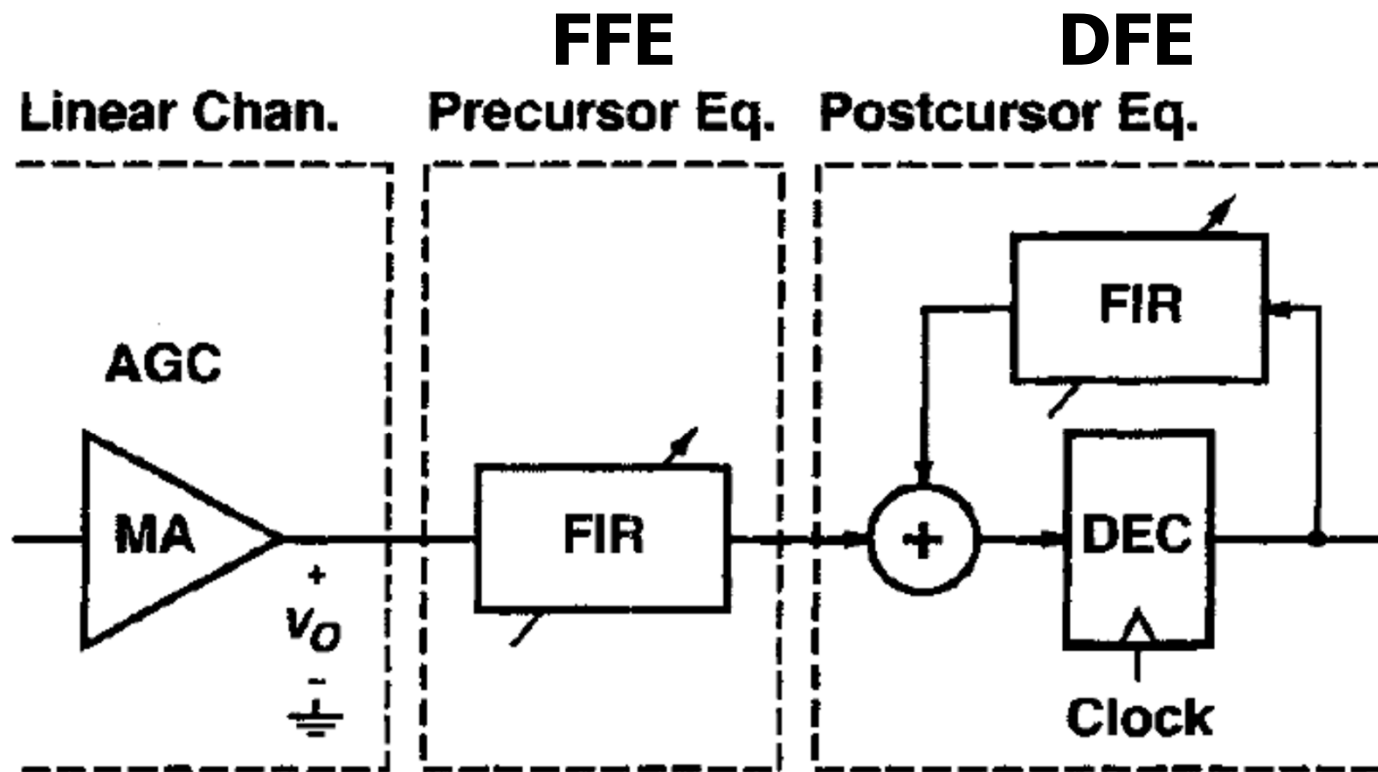 FFE
DFE
Linear Chan.
Precursor Eq.
Postcursor Eq.
AGC
FIR
MA
FIR
+
DEC
+
vO
-
Clock